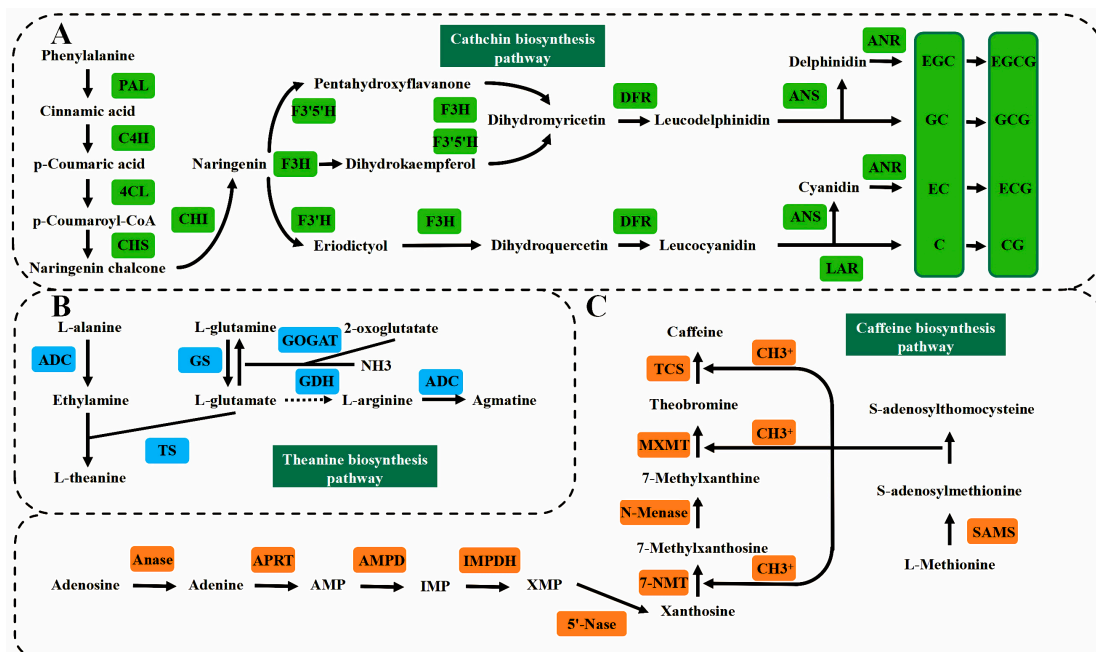 A
Cathchin biosynthesis
pathway
Phenylalanine
PAL
Cinnamic acid
C4H
p-Coumaric acid
4CL
p-Coumaroyl-CoA
CHS
Naringenin chalcone
CHI
Naringenin
F3'5'H
F3H
F3'H
Pentahydroxyflavanone
Dihydrokaempferol
Eriodictyol
F3H
F3'5'H
F3H
Dihydromyricetin
Dihydroquercetin
DFR
DFR
Leucodelphinidin
Leucocyanidin
ANS
ANS
LAR
Delphinidin
Cyanidin
ANR
ANR
EGC
GC
EC
C
EGCG
GCG
ECG
CG
B
L-alanine
ADC
Ethylamine
TS
L-theanine
L-glutamine
GS
GOGAT
2-oxoglutatate
NH3
GDH
L-glutamate
L-arginine
ADC
Agmatine
Theanine biosynthesis
pathway
C
Caffeine biosynthesis
pathway
Caffeine
TCS
CH3+
Theobromine
MXMT
CH3+
7-Methylxanthine
N-Menase
7-Methylxanthosine
7-NMT
CH3+
Xanthosine
S-adenosylthomocysteine
S-adenosylmethionine
SAMS
L-Methionine
Adenosine
Anase
Adenine
APRT
AMP
AMPD
IMP
IMPDH
XMP
5'-Nase